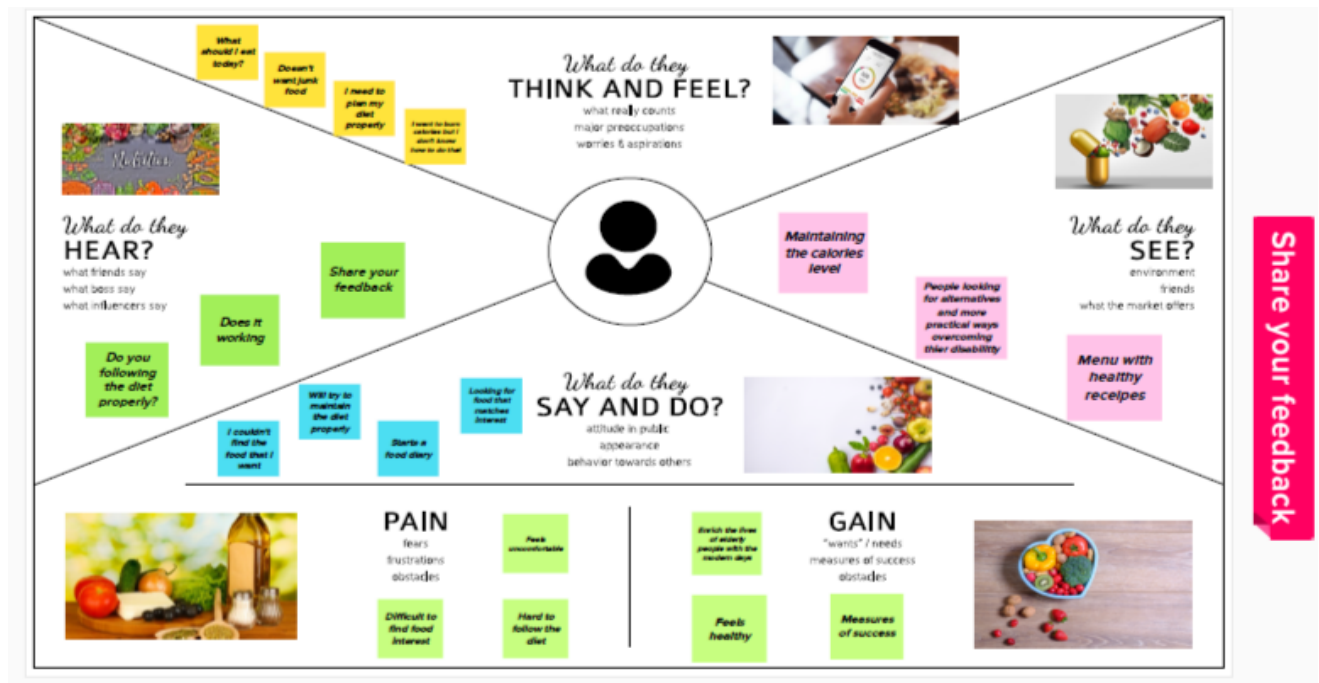 What
should I eat
today?
Doesn't
want junk
food
I need to
plan my
diet
properly
I want to burn
calories but I
don't know
how to do that
What do they
THINK AND FEEL?
what really counts
major preoccupations
worries & aspirations
Nutrition
What do they
HEAR?
what friends say
what boss say
what influencers say
Share your
feedback
Does it
working
Do you
following
the diet
properly?
Maintaining
the calories
level
People looking
for alternatives
and more
practical ways
overcoming
thier disability
Menu with
healthy
receipes
What do they
SEE?
environment
friends
what the market offers
I couldn't
find the
food that I
want
Will try to
maintain
the diet
properly
Starts a
food diary
Looking for
food that
matches
interest
What do they
SAY AND DO?
attitude in public
appearance
behavior towards others
PAIN
fears
frustrations
obstacles
Feels
uncomfortable
Difficult to
find food
interest
Hard to
follow the
diet
Enrich the lives
of elderly
people with the
modern days
Feels
healthy
GAIN
"wants" / needs
measures of success
obstacles
Measures
of success
Share your feedback